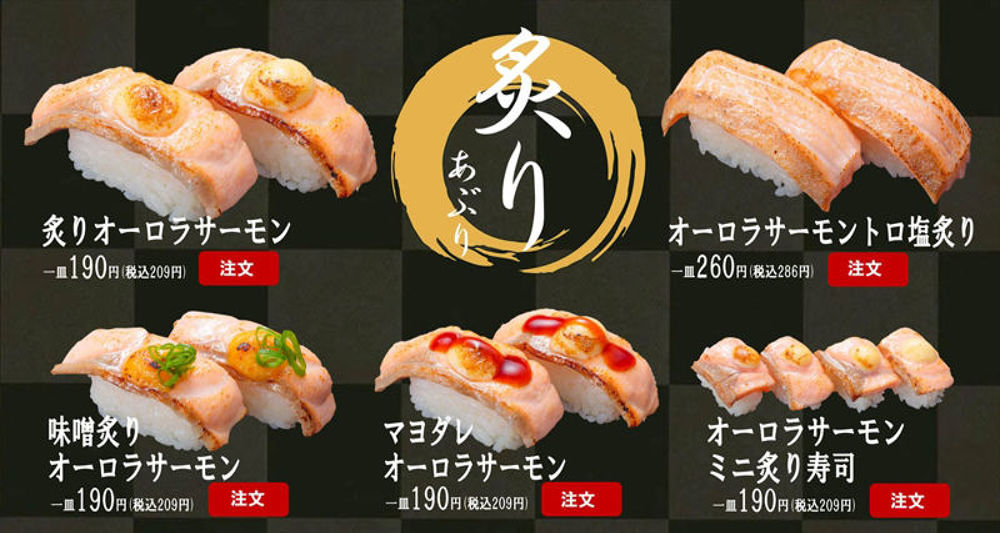 炙り
あぶり
炙りオーロラサーモン
一皿190円(税込209円)
注文
オーロラサーモントロ塩炙り
一皿260円(税込286円)
注文
味噌炙り
オーロラサーモン
一皿190円(税込209円)
注文
マヨダレ
オーロラサーモン
一皿190円(税込209円)
注文
オーロラサーモン
ミニ炙り寿司
一皿190円(税込209円)
注文